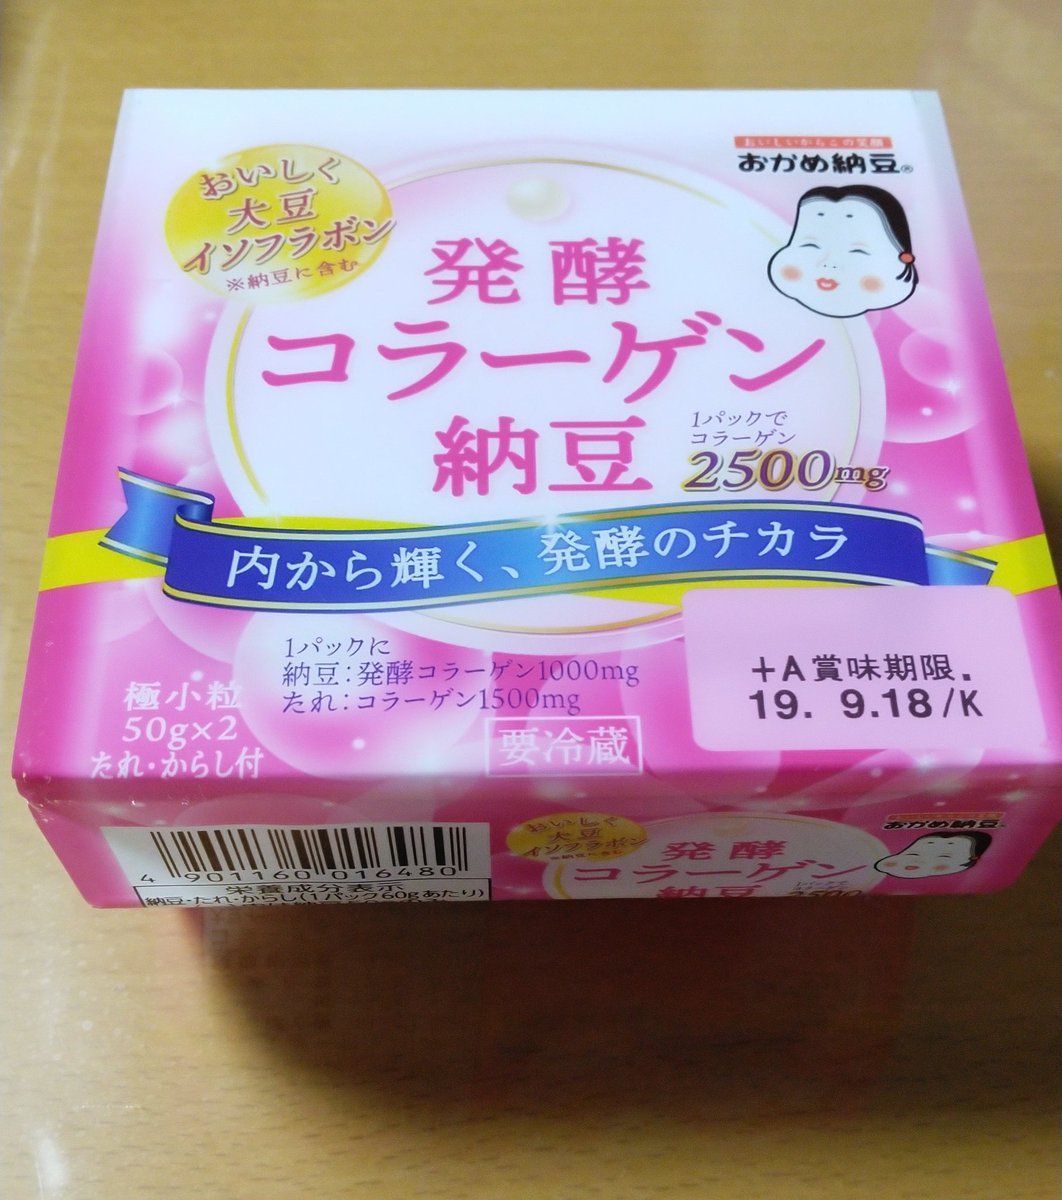 おいしく
大豆
イソフラボン
※納豆に含む
おいしいからこの笑顔
おかめ納豆®
発酵
コラーゲン
納豆
1パックで
コラーゲン
2500mg
内から輝く、発酵のチカラ
1パックに
納豆：発酵コラーゲン1000mg
たれ：コラーゲン1500mg
極小粒
50g×2
たれ・からし付
要冷蔵
+A賞味期限.
19. 9.18/K
4 901160 016480
栄養成分表示
納豆・たれ・からし(1パック60gあたり)
おいしく
大豆
イソフラボン
※納豆に含む
おかめ納豆®
発酵
コラーゲン
納豆